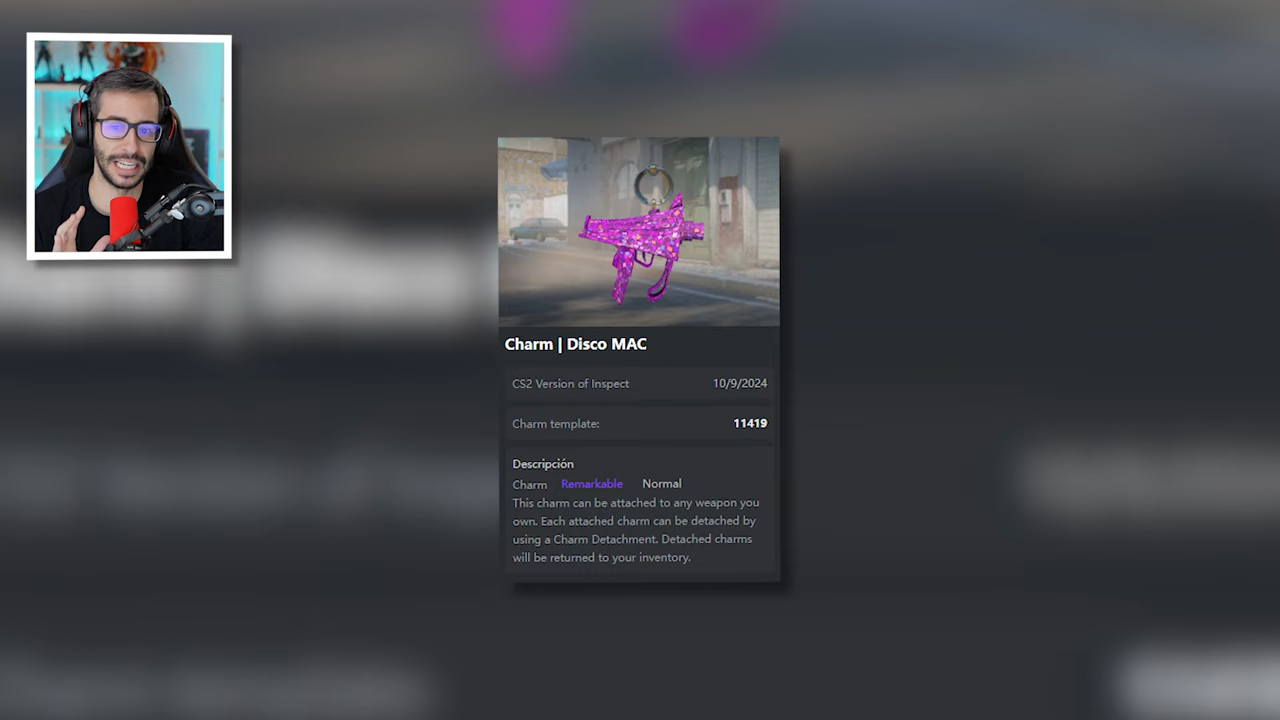 Charm | Disco MAC
CS2 Version of Inspect 10/9/2024
Charm template: 11419
Descripción
Charm Remarkable Normal
This charm can be attached to any weapon you
own. Each attached charm can be detached by
using a Charm Detachment. Detached charms
will be returned to your inventory.